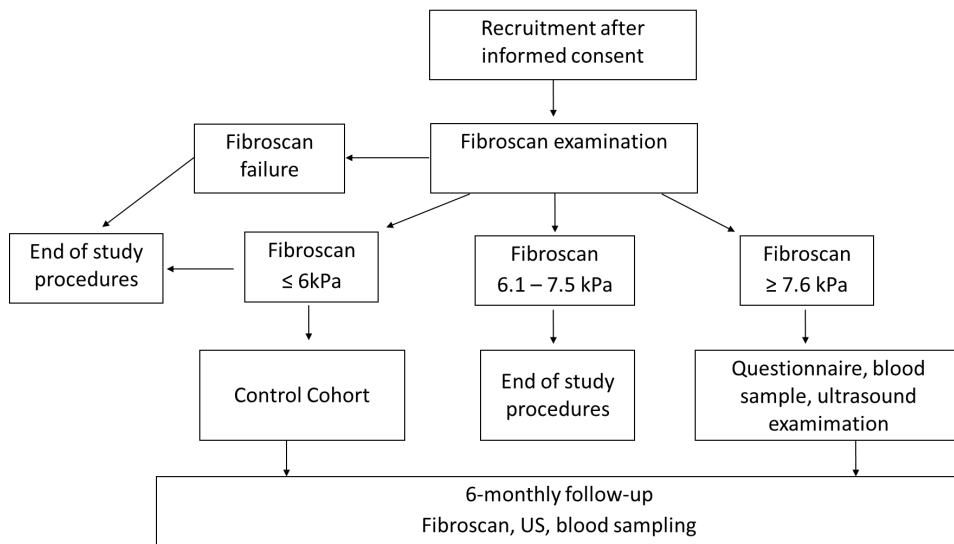 Recruitment after
informed consent
Fibroscan
failure
Fibroscan examination
End of study
procedures
Fibroscan
≤ 6kPa
Fibroscan
6.1 – 7.5 kPa
Fibroscan
≥ 7.6 kPa
Control Cohort
End of study
procedures
Questionnaire, blood
sample, ultrasound
examimation
6-monthly follow-up
Fibroscan, US, blood sampling